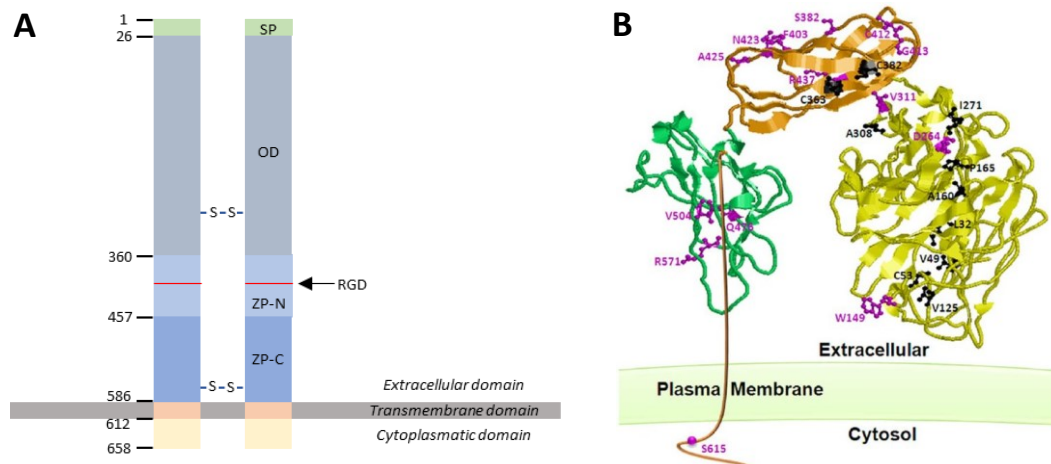 A
1
26
360
457
586
612
658
SP
OD
S S
RGD
ZP-N
ZP-C
S S
Extracellular domain
Transmembrane domain
Cytoplasmatic domain
B
S382
N423
F403
C412
A425
G413
C382
R437
C363
V311
I271
A308
D264
P165
A160
V504
L32
R571
V49
C53
V125
W149
Extracellular
Plasma Membrane
Cytosol
S615